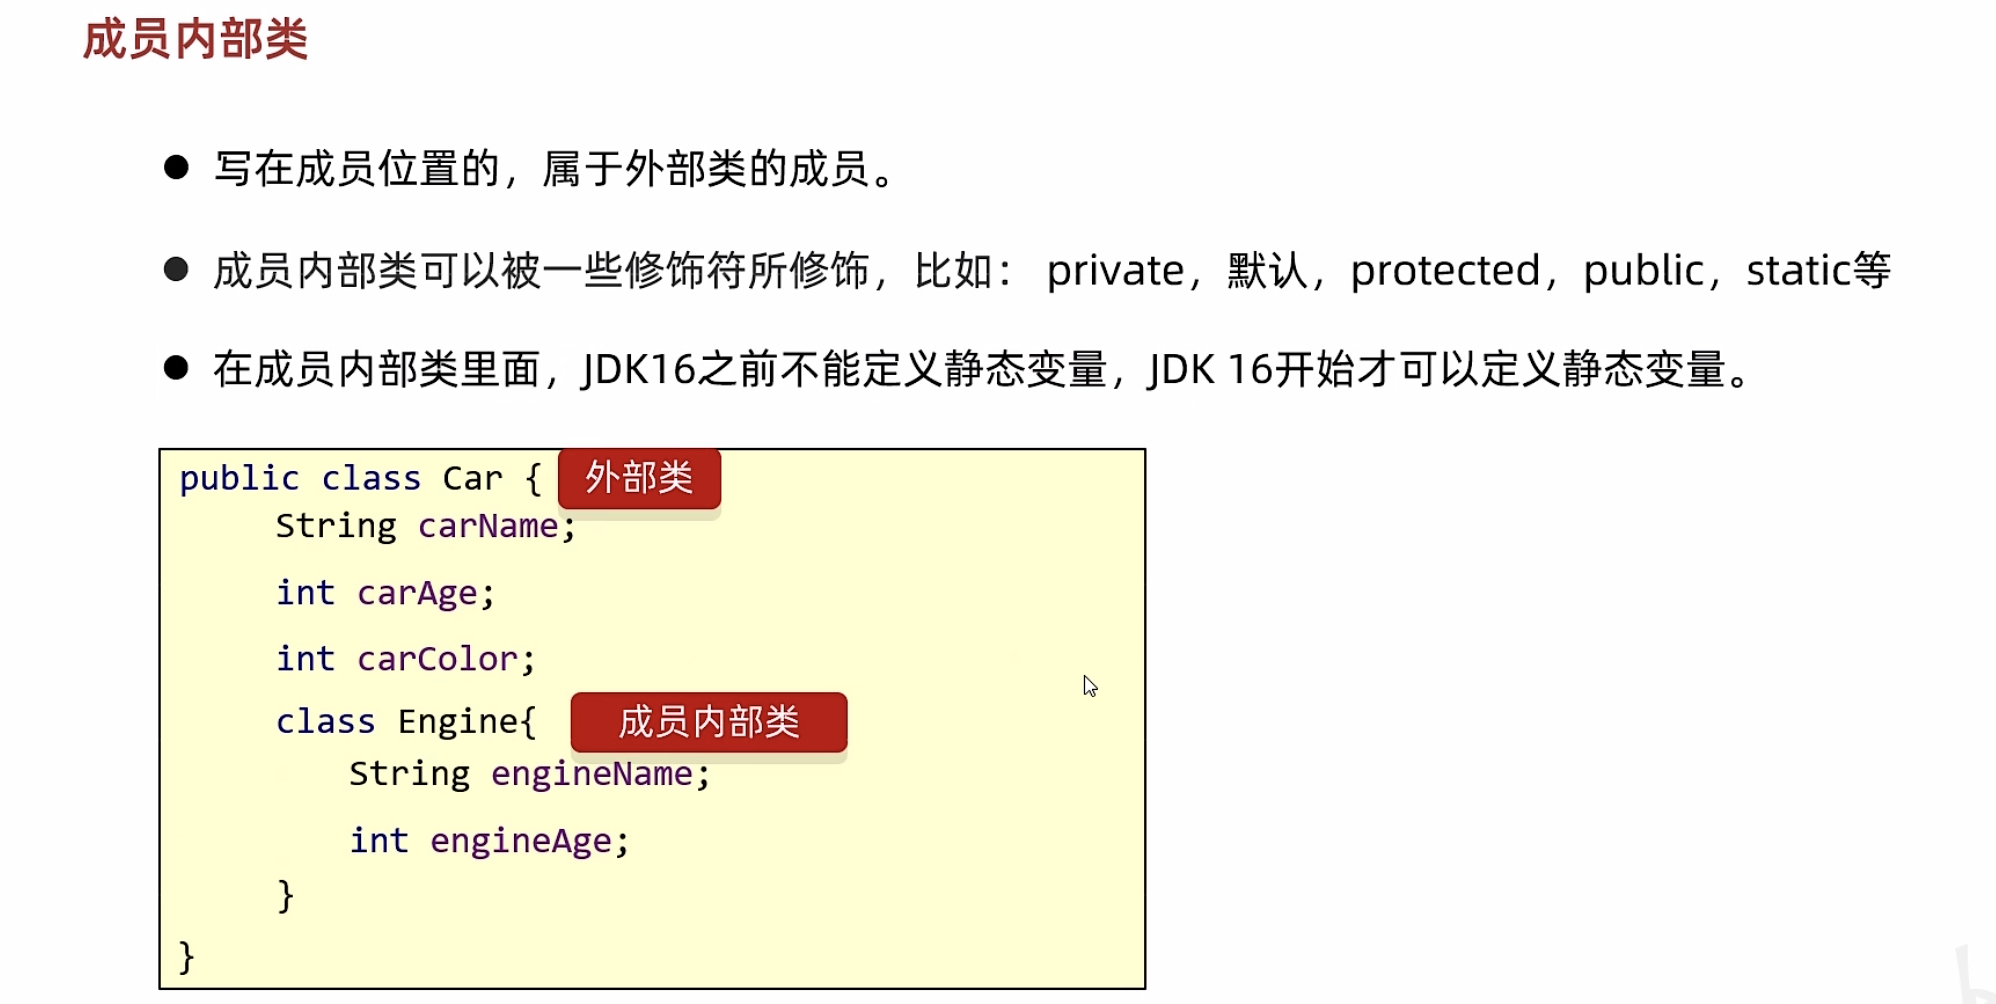 成员内部类
● 写在成员位置的，属于外部类的成员。
● 成员内部类可以被一些修饰符所修饰，比如： private，默认，protected，public，static等
● 在成员内部类里面，JDK16之前不能定义静态变量，JDK 16开始才可以定义静态变量。
public class Car { 外部类
String carName;
int carAge;
int carColor;
class Engine{ 成员内部类
String engineName;
int engineAge;
}
}